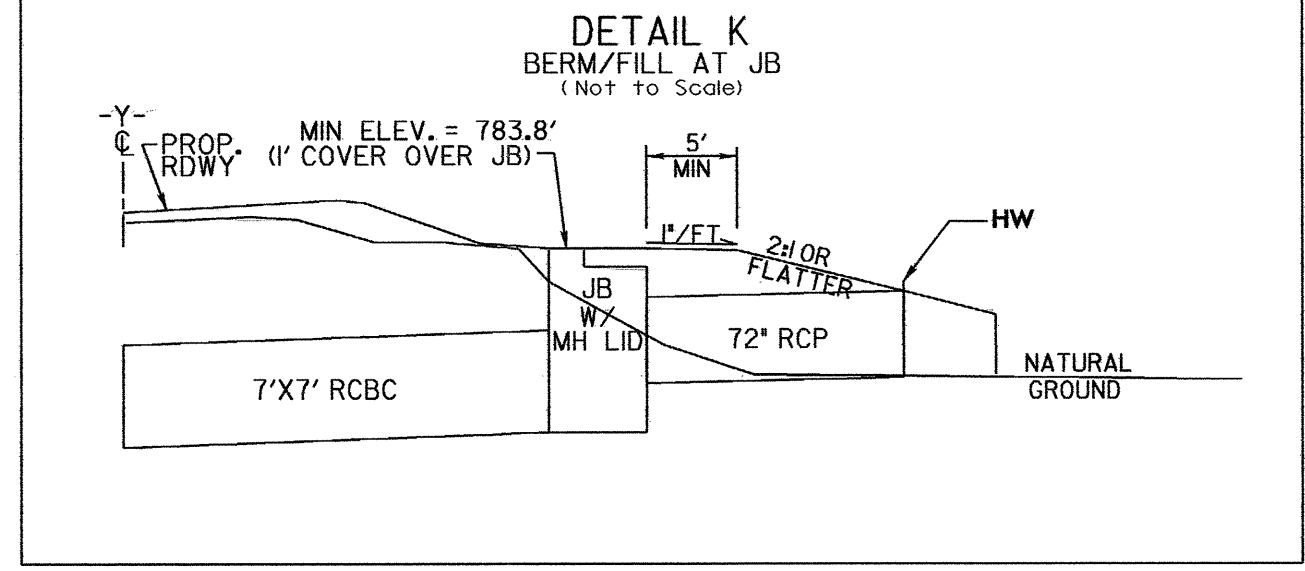 DETAIL K
BERM/FILL AT JB
(Not to Scale)
-Y-
℄
PROP.
RDWY
MIN ELEV. = 783.8'
(1' COVER OVER JB)
5'
MIN
1"/FT
2:1 OR
FLATTER
HW
JB
W/
MH LID
72" RCP
7'X7' RCBC
NATURAL
GROUND